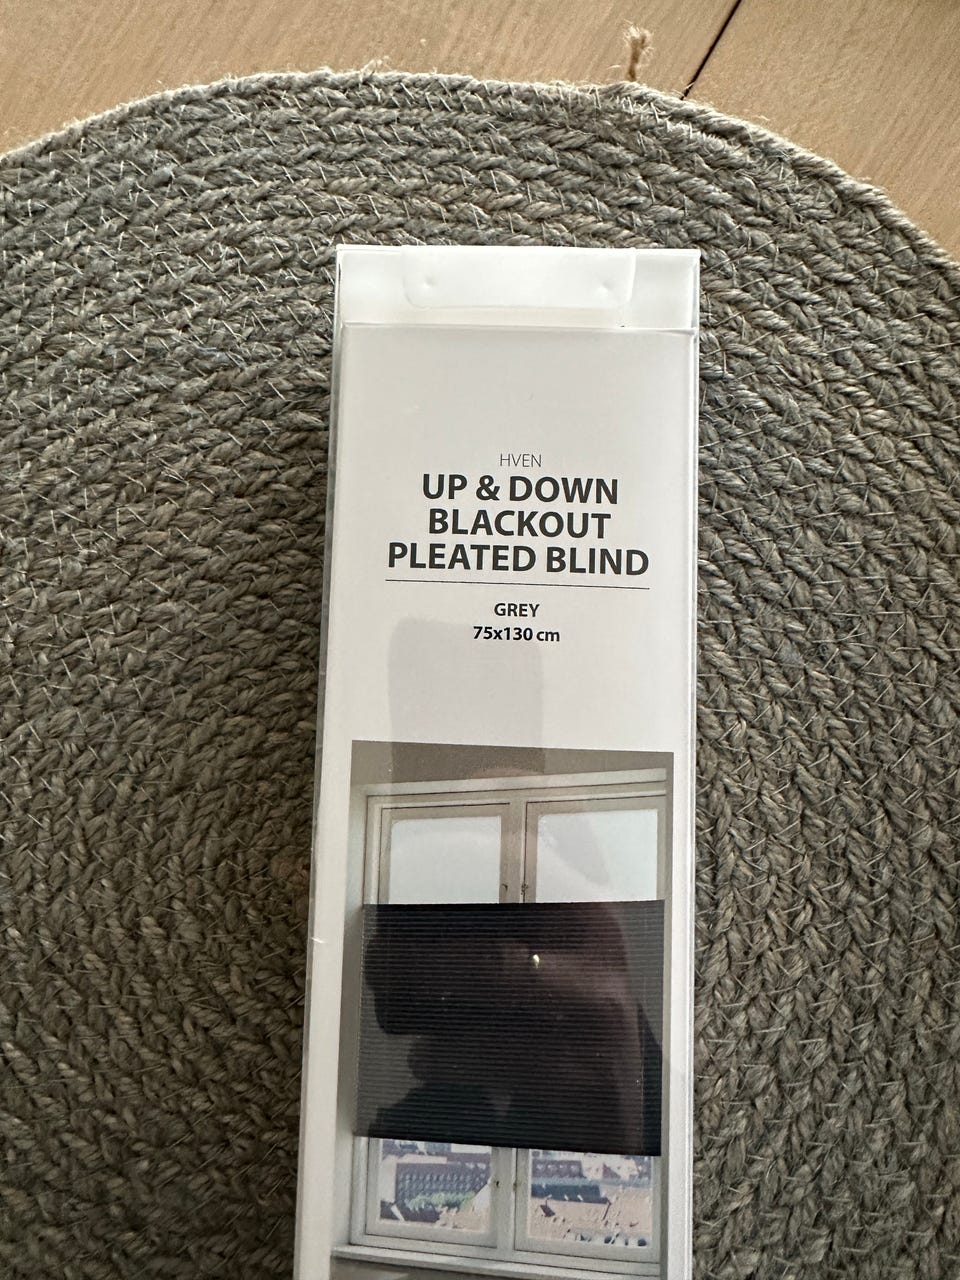 HVEN
UP & DOWN
BLACKOUT
PLEATED BLIND
GREY
75x130 cm